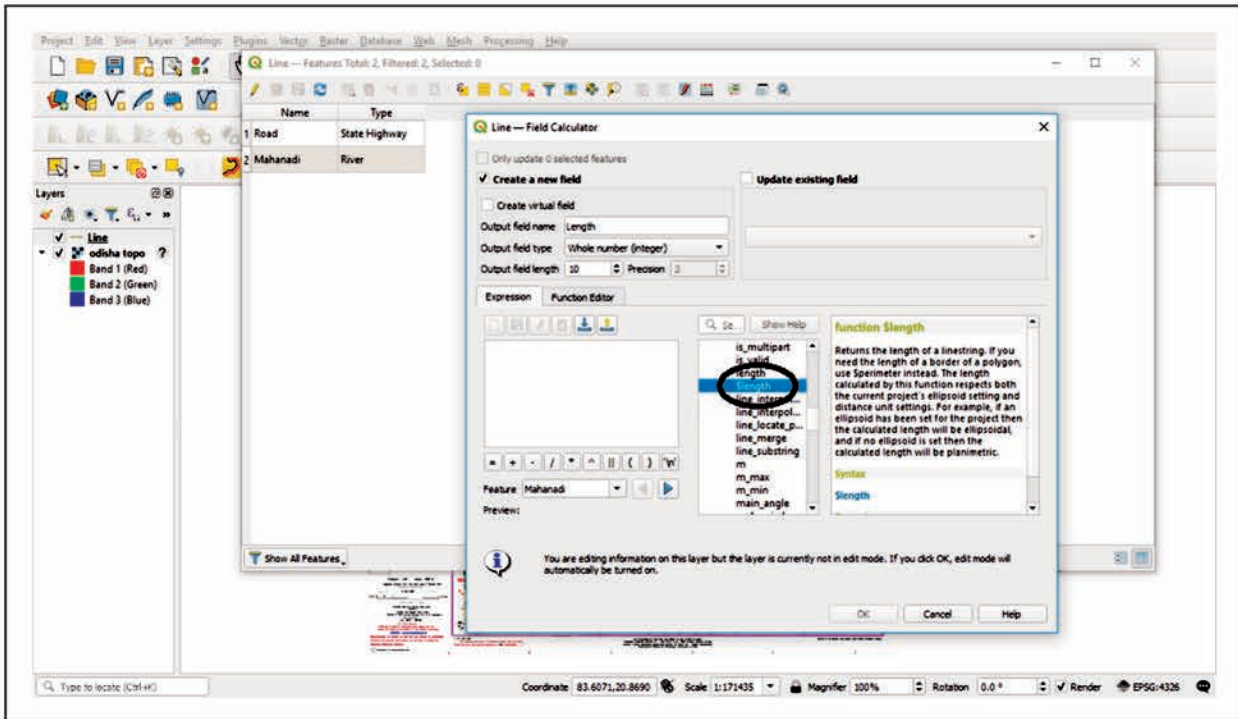 Project Edit View Layer Settings Plugins Vector Raster Database Web Mesh Processing Help
Line — Features Total: 2, Filtered: 2, Selected: 0
Name Type
1 Road State Highway
2 Mahanadi River
Layers
Line
odisha topo ?
Band 1 (Red)
Band 2 (Green)
Band 3 (Blue)
Show All Features
Line — Field Calculator
Only update 0 selected features
Create a new field
Update existing field
Create virtual field
Output field name Length
Output field type Whole number (integer)
Output field length 10 Precision 3
Expression Function Editor
Se... Show Help
= + - / * ^ || ( ) '\n'
Feature Mahanadi
Preview:
is_multipart
is_valid
length
$length
line_interpol...
line_interpol...
line_locate_p...
line_merge
line_substring
m
m_max
m_min
main_angle
function $length
Returns the length of a linestring. If you
need the length of a border of a polygon,
use $perimeter instead. The length
calculated by this function respects both
the current project's ellipsoid setting and
distance unit settings. For example, if an
ellipsoid has been set for the project then
the calculated length will be ellipsoidal,
and if no ellipsoid is set then the
calculated length will be planimetric.
Syntax
$length
You are editing information on this layer but the layer is currently not in edit mode. If you click OK, edit mode will
automatically be turned on.
OK Cancel Help
Type to locate (Ctrl+K) Coordinate 83.6071,20.8690 Scale 1:171435 Magnifier 100% Rotation 0.0 ° Render EPSG:4326